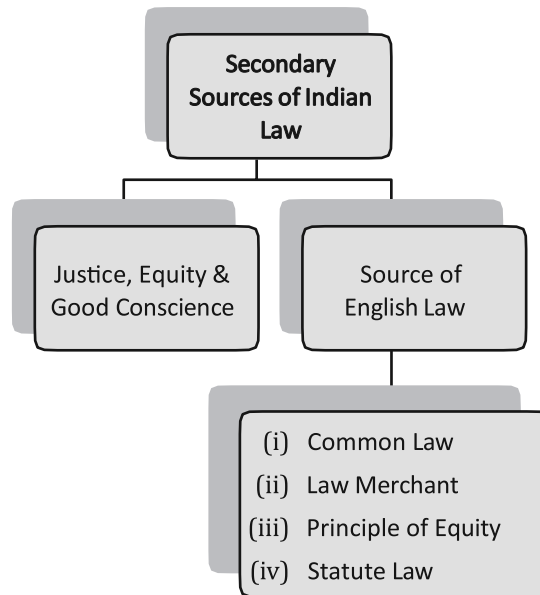 Secondary
Sources of Indian
Law
Justice, Equity &
Good Conscience
Source of
English Law
(i) Common Law
(ii) Law Merchant
(iii) Principle of Equity
(iv) Statute Law